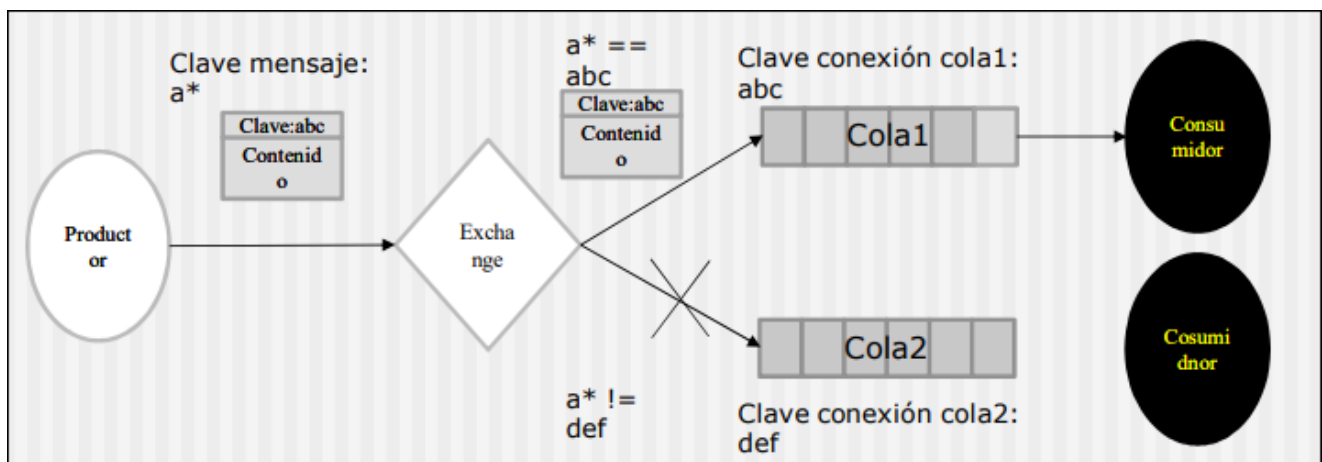 Clave mensaje:
a*
Clave:abc
Contenid
o
Product
or
Excha
nge
a* ==
abc
Clave:abc
Contenid
o
a* !=
def
Clave conexión cola1:
abc
Cola1
Consu
midor
Cola2
Clave conexión cola2:
def
Cosumi
dnor